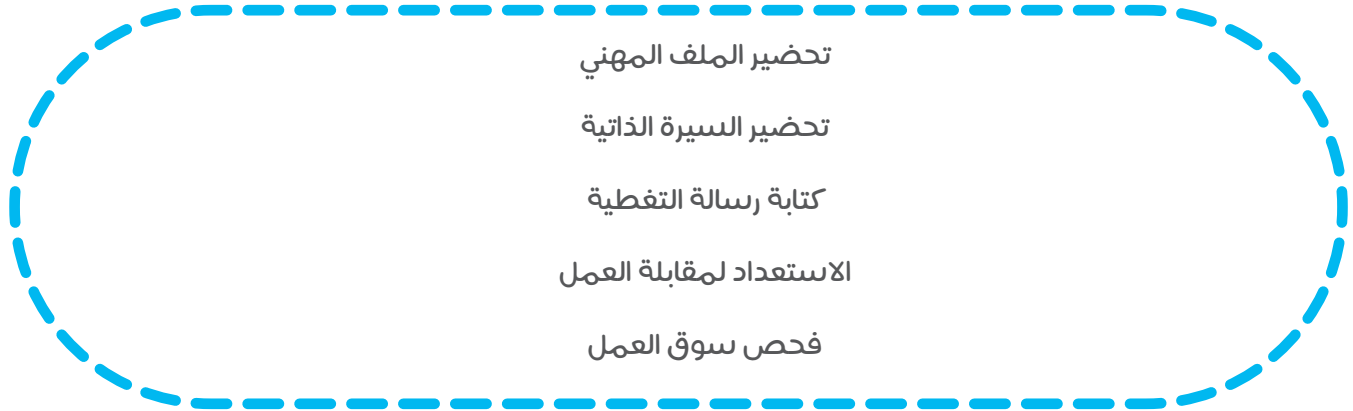 تحضير الملف المهني
تحضير السيرة الذاتية
كتابة رسالة التغطية
الاستعداد لمقابلة العمل
فحص سوق العمل